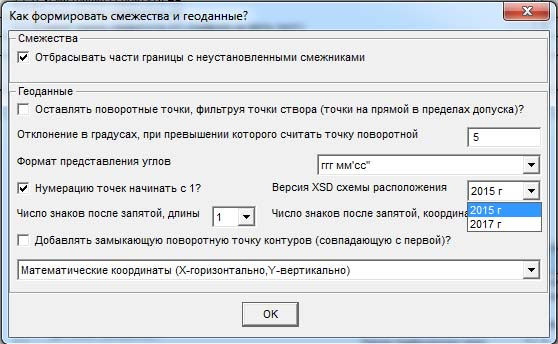 Как формировать смежества и геоданные?
Смежества
Отбрасывать части границы с неустановленными смежниками
Геоданные
Оставлять поворотные точки, фильтруя точки створа (точки на прямой в пределах допуска)?
Отклонение в градусах, при превышении которого считать точку поворотной
5
Формат представления углов
ггг мм'сс"
Нумерацию точек начинать с 1?
Версия XSD схемы расположения
2015 г
2015 г
2017 г
Число знаков после запятой, длины
1
Число знаков после запятой,
Добавлять замыкающую поворотную точку контуров (совпадающую с первой)?
Математические координаты (X-горизонтально,Y-вертикально)
OK